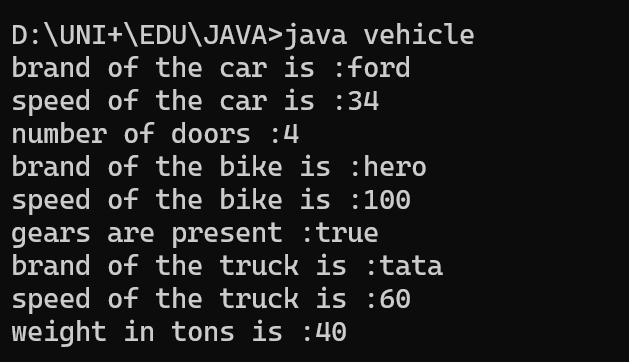 D:\UNI+\EDU\JAVA>java vehicle
brand of the car is :ford
speed of the car is :34
number of doors :4
brand of the bike is :hero
speed of the bike is :100
gears are present :true
brand of the truck is :tata
speed of the truck is :60
weight in tons is :40